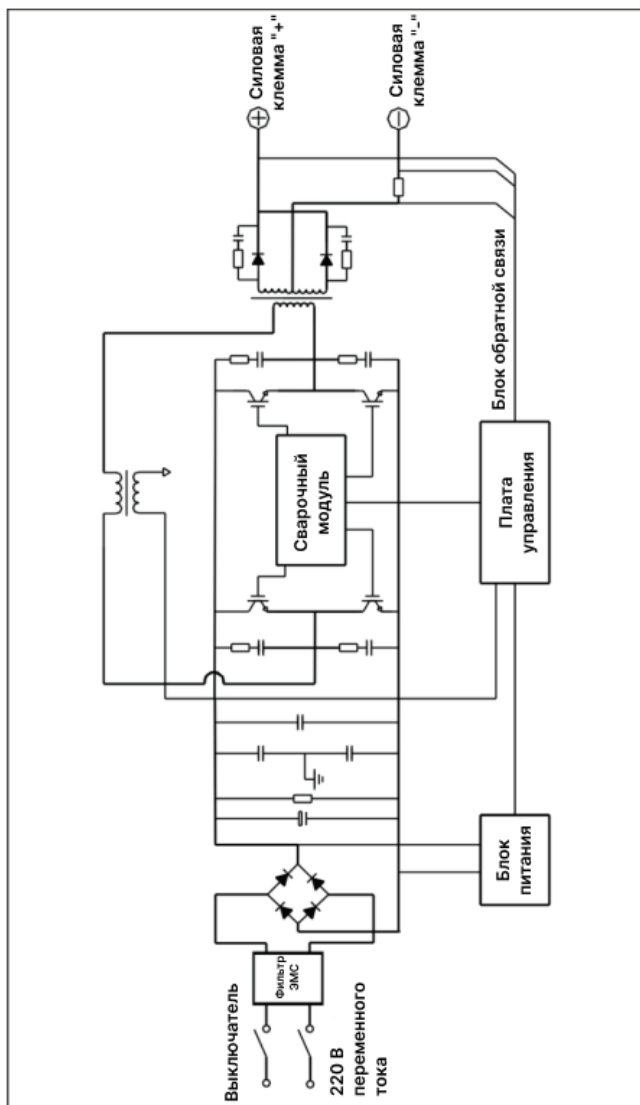 Выключатель
220 В
переменного
тока
Фильтр
ЭМС
Блок
питания
Сварочный
модуль
Плата
управления
Блок обратной связи
Силовая
клемма "+"
Силовая
клемма "-"